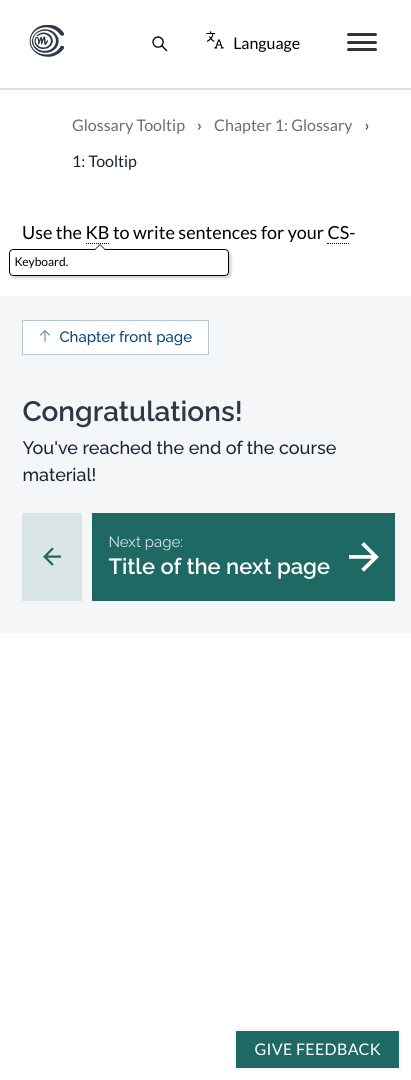 Language
Glossary Tooltip › Chapter 1: Glossary ›
1: Tooltip
Use the KB to write sentences for your CS-
Keyboard.
Chapter front page
Congratulations!
You've reached the end of the course
material!
Next page:
Title of the next page
GIVE FEEDBACK